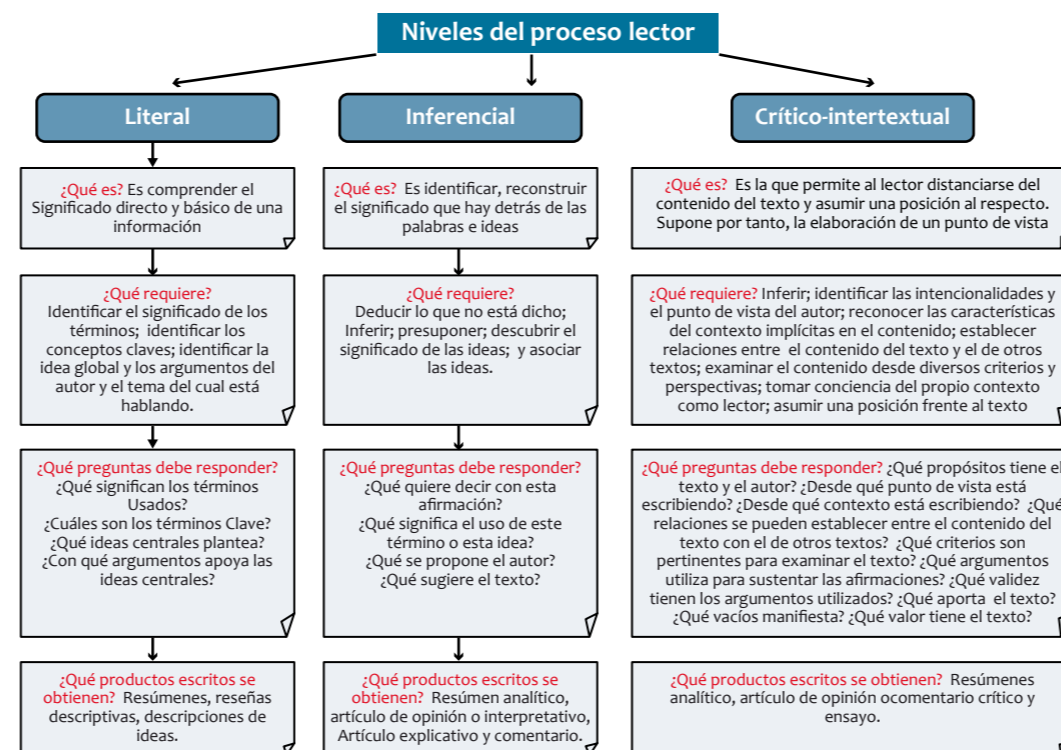 Niveles del proceso lector
Literal
¿Qué es? Es comprender el
Significado directo y básico de una
información
¿Qué requiere?
Identificar el significado de los
términos; identificar los
conceptos claves; identificar la
idea global y los argumentos del
autor y el tema del cual está
hablando.
¿Qué preguntas debe responder?
¿Qué significan los términos
Usados?
¿Cuáles son los términos Clave?
¿Qué ideas centrales plantea?
¿Con qué argumentos apoya las
ideas centrales?
¿Qué productos escritos se
obtienen? Resúmenes, reseñas
descriptivas, descripciones de
ideas.
Inferencial
¿Qué es? Es identificar, reconstruir
el significado que hay detrás de las
palabras e ideas
¿Qué requiere?
Deducir lo que no está dicho;
Inferir; presuponer; descubrir el
significado de las ideas; y asociar
las ideas.
¿Qué preguntas debe responder?
¿Qué quiere decir con esta
afirmación?
¿Qué significa el uso de este
término o esta idea?
¿Qué se propone el autor?
¿Qué sugiere el texto?
¿Qué productos escritos se
obtienen? Resúmen analítico,
artículo de opinión o interpretativo,
Artículo explicativo y comentario.
Crítico-intertextual
¿Qué es? Es la que permite al lector distanciarse del
contenido del texto y asumir una posición al respecto.
Supone por tanto, la elaboración de un punto de vista
¿Qué requiere? Inferir; identificar las intencionalidades y
el punto de vista del autor; reconocer las características
del contexto implícitas en el contenido; establecer
relaciones entre el contenido del texto y el de otros
textos; examinar el contenido desde diversos criterios y
perspectivas; tomar conciencia del propio contexto
como lector; asumir una posición frente al texto
¿Qué preguntas debe responder? ¿Qué propósitos tiene el
texto y el autor? ¿Desde qué punto de vista está
escribiendo? ¿Desde qué contexto está escribiendo? ¿Qué
relaciones se pueden establecer entre el contenido del
texto con el de otros textos? ¿Qué criterios son
pertinentes para examinar el texto? ¿Qué argumentos
utiliza para sustentar las afirmaciones? ¿Qué validez
tienen los argumentos utilizados? ¿Qué aporta el texto?
¿Qué vacíos manifiesta? ¿Qué valor tiene el texto?
¿Qué productos escritos se obtienen? Resúmenes
analítico, artículo de opinión ocomentario crítico y
ensayo.